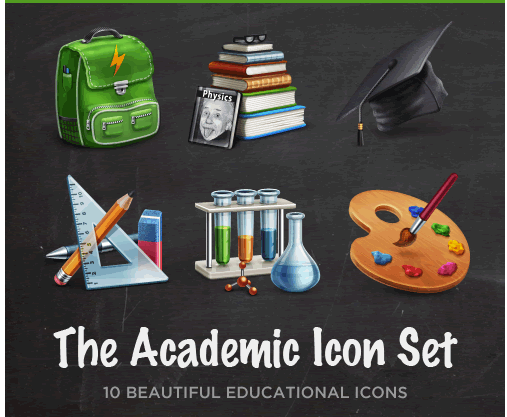 Physics
The Academic Icon Set
10 BEAUTIFUL EDUCATIONAL ICONS